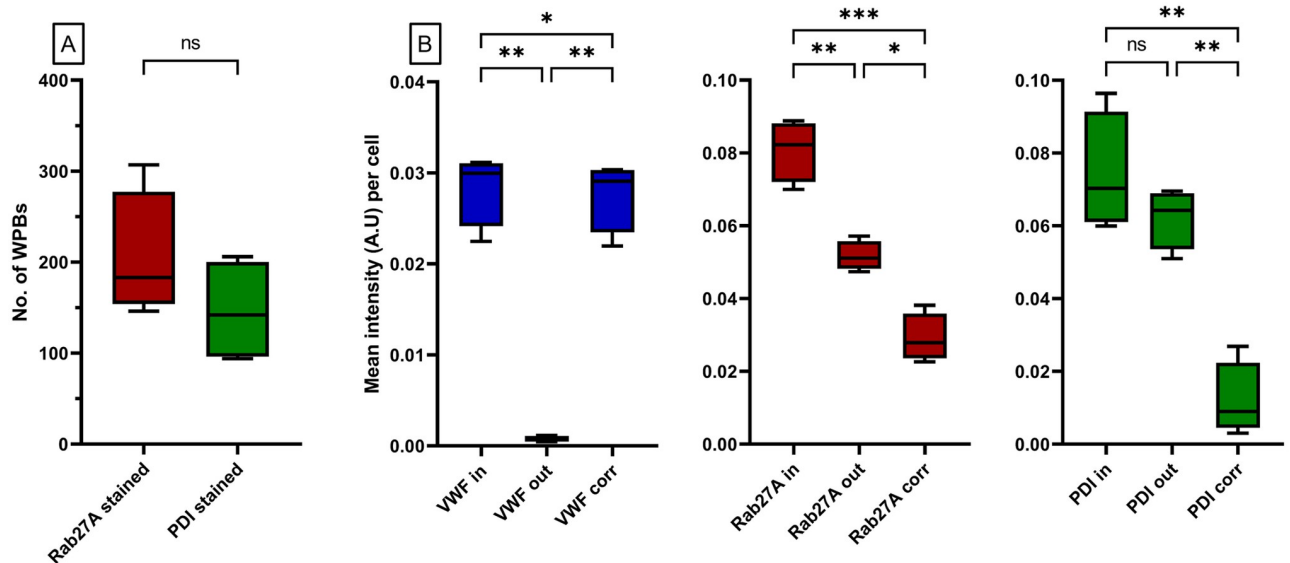 A
ns
400
300
200
100
0
No. of WPBs
Rab27A stained
PDI stained
B
*
** **
0.04
0.03
0.02
0.01
0.00
Mean intensity (A.U) per cell
VWF in
VWF out
VWF corr
***
** *
0.10
0.08
0.06
0.04
0.02
0.00
Rab27A in
Rab27A out
Rab27A corr
**
ns **
0.10
0.08
0.06
0.04
0.02
0.00
PDI in
PDI out
PDI corr